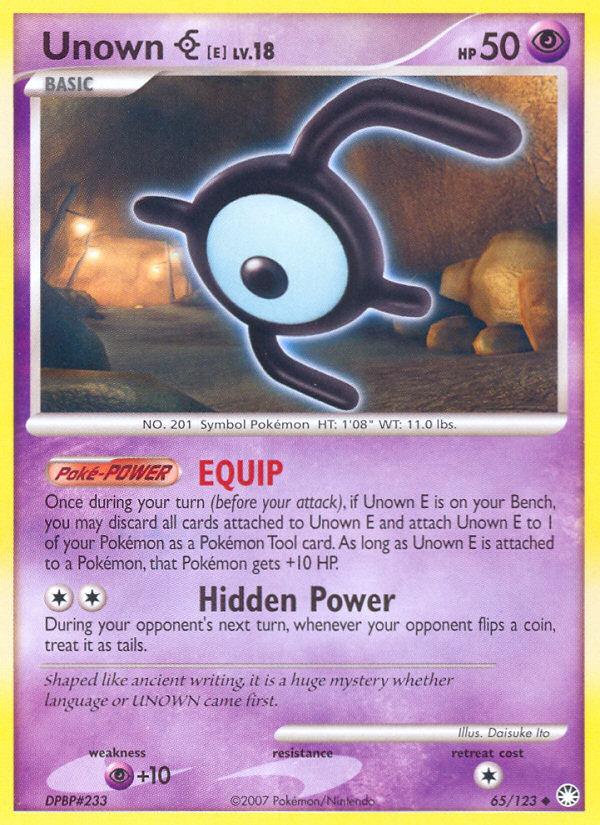 Unown [E] LV.18 HP 50
BASIC
NO. 201 Symbol Pokémon HT: 1'08" WT: 11.0 lbs.
Poké-POWER EQUIP
Once during your turn (before your attack), if Unown E is on your Bench,
you may discard all cards attached to Unown E and attach Unown E to 1
of your Pokémon as a Pokémon Tool card. As long as Unown E is attached
to a Pokémon, that Pokémon gets +10 HP.
Hidden Power
During your opponent's next turn, whenever your opponent flips a coin,
treat it as tails.
Shaped like ancient writing, it is a huge mystery whether
language or UNOWN came first.
Illus. Daisuke Ito
weakness resistance retreat cost
+10
DPBP#233 ©2007 Pokémon/Nintendo 65/123